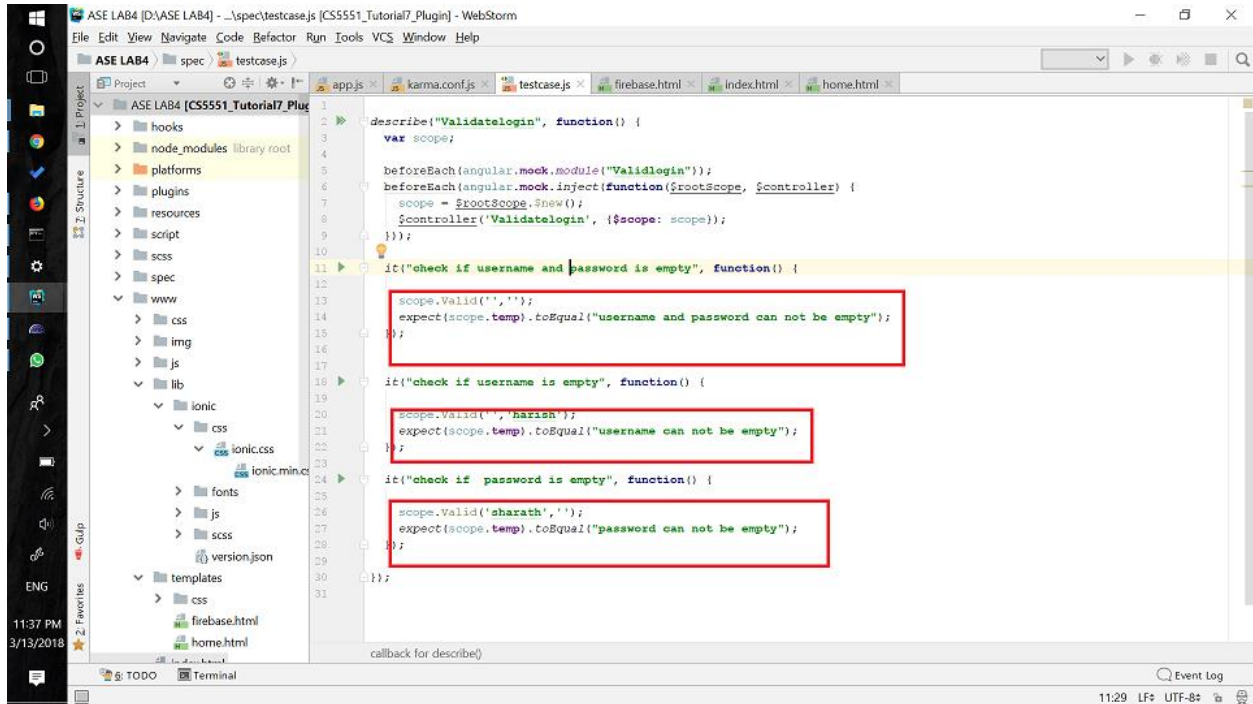 ASE LAB4 [D:\ASE LAB4] - ...\spec\testcase.js [CS5551_Tutorial7_Plugin] - WebStorm
File Edit View Navigate Code Refactor Run Tools VCS Window Help
ASE LAB4 spec testcase.js
Project
app.js karma.conf.js testcase.js firebase.html index.html home.html
1: Project
Z: Structure
Gulp
2: Favorites
ASE LAB4 [CS5551_Tutorial7_Plug
hooks
node_modules library root
platforms
plugins
resources
script
scss
spec
www
css
img
js
lib
ionic
css
ionic.css
ionic.min.cs
fonts
js
scss
version.json
templates
css
firebase.html
home.html
index.html
1
2 describe("Validatelogin", function() {
3 var scope;
4
5 beforeEach(angular.mock.module("Validlogin"));
6 beforeEach(angular.mock.inject(function($rootScope, $controller) {
7 scope = $rootScope.$new();
8 $controller('Validatelogin', {$scope: scope});
9 }));
10
11 it("check if username and password is empty", function() {
12
13 scope.Valid('','');
14 expect(scope.temp).toEqual("username and password can not be empty");
15 });
16
17
18 it("check if username is empty", function() {
19
20 scope.Valid('','harish');
21 expect(scope.temp).toEqual("username can not be empty");
22 });
23
24 it("check if  password is empty", function() {
25
26 scope.Valid('sharath','');
27 expect(scope.temp).toEqual("password can not be empty");
28 });
29
30 });
31
callback for describe()
6: TODO Terminal Event Log
11:29 LF UTF-8
ENG
11:37 PM
3/13/2018